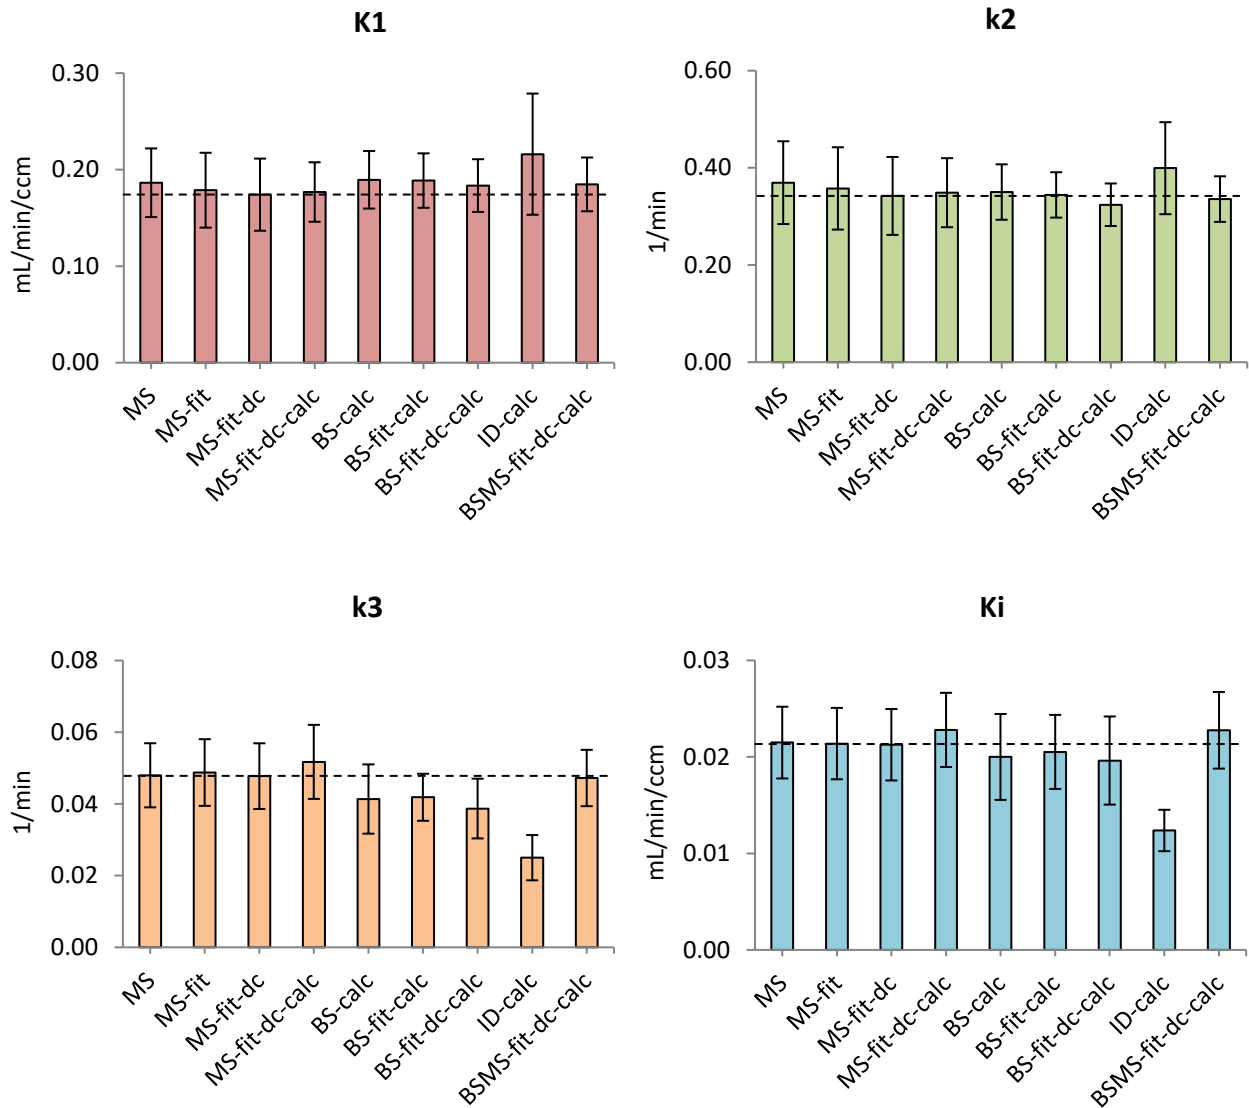 K1
0.30
0.20
0.10
0.00
mL/min/ccm
MS
MS-fit
MS-fit-dc
MS-fit-dc-calc
BS-calc
BS-fit-calc
BS-fit-dc-calc
ID-calc
BSMS-fit-dc-calc
k2
0.60
0.40
0.20
0.00
1/min
MS
MS-fit
MS-fit-dc
MS-fit-dc-calc
BS-calc
BS-fit-calc
BS-fit-dc-calc
ID-calc
BSMS-fit-dc-calc
k3
0.08
0.06
0.04
0.02
0.00
1/min
MS
MS-fit
MS-fit-dc
MS-fit-dc-calc
BS-calc
BS-fit-calc
BS-fit-dc-calc
ID-calc
BSMS-fit-dc-calc
Ki
0.03
0.02
0.01
0.00
mL/min/ccm
MS
MS-fit
MS-fit-dc
MS-fit-dc-calc
BS-calc
BS-fit-calc
BS-fit-dc-calc
ID-calc
BSMS-fit-dc-calc